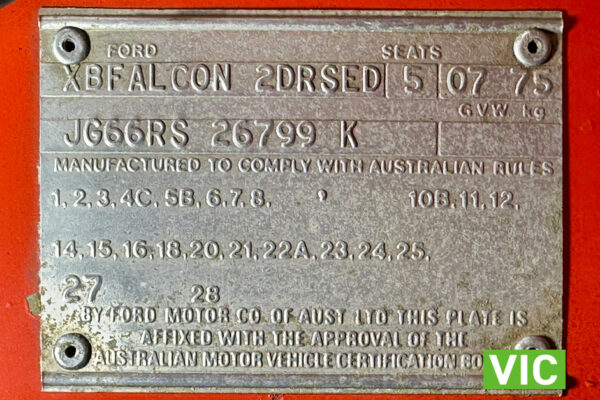 FORD SEATS
XBFALCON 2DRSED 5 07 75
GVW kg
JG66RS 26799 K
MANUFACTURED TO COMPLY WITH AUSTRALIAN RULES
1, 2, 3, 4C, 5B, 6, 7, 8, , 10B, 11, 12,
14, 15, 16, 18, 20, 21, 22A, 23, 24, 25,
27 28
BY FORD MOTOR CO. OF AUST LTD THIS PLATE IS
AFFIXED WITH THE APPROVAL OF THE
AUSTRALIAN MOTOR VEHICLE CERTIFICATION
VIC